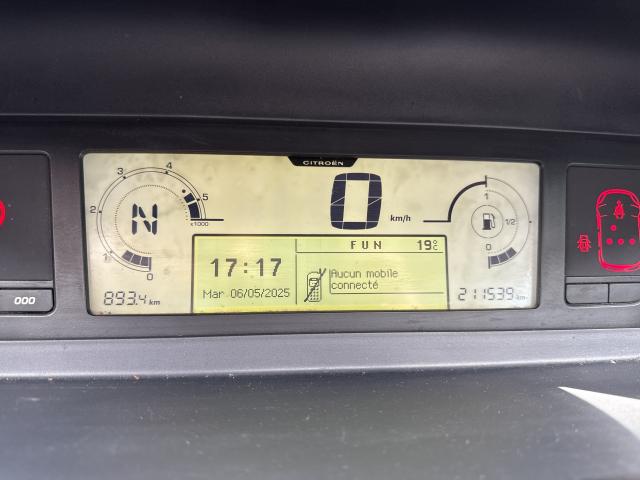 CITROËN
3 4
2 5
1 0
x1000
N
0 km/h
1
1/2
0
FUN 19°C
17:17
Mar 06/05/2025
Aucun mobile
connecté
893.4 km
211539 km
000